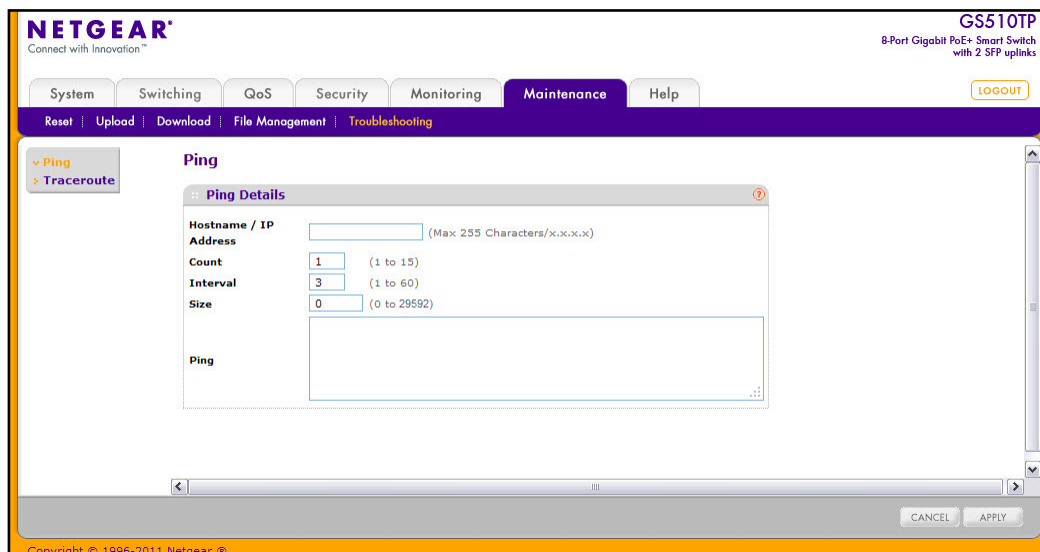 NETGEAR®
Connect with Innovation™
GS510TP
8-Port Gigabit PoE+ Smart Switch
with 2 SFP uplinks
System Switching QoS Security Monitoring Maintenance Help
LOGOUT
Reset Upload Download File Management Troubleshooting
Ping
Traceroute
Ping
Ping Details ?
Hostname / IP Address (Max 255 Characters/x.x.x.x)
Count 1 (1 to 15)
Interval 3 (1 to 60)
Size 0 (0 to 29592)
Ping
CANCEL APPLY
Copyright © 1996-2011 Netgear ®